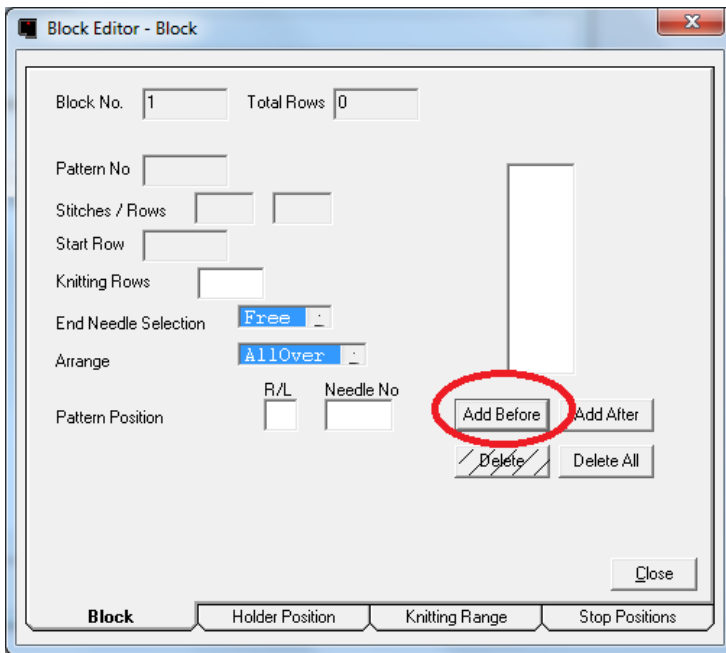 Block Editor - Block
Block No. 1 Total Rows 0
Pattern No
Stitches / Rows
Start Row
Knitting Rows
End Needle Selection Free
Arrange AllOver
R/L Needle No
Pattern Position
Add Before Add After
Delete Delete All
Close
Block Holder Position Knitting Range Stop Positions